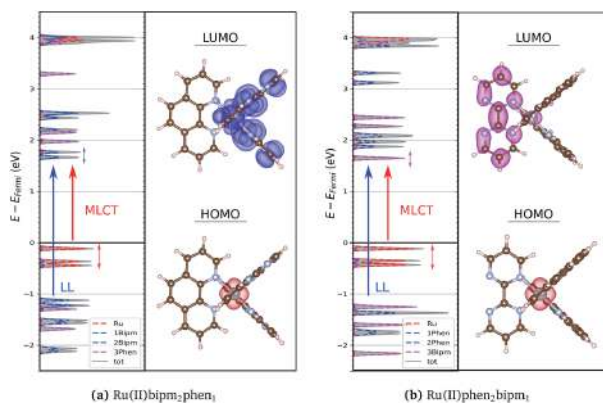 LUMO
HOMO
E − E_Fermi (eV)
4
3
2
1
0
−1
−2
MLCT
LL
Ru
1Bipm
2Bipm
3Phen
tot
(a) Ru(II)bipm₂phen₁
LUMO
HOMO
E − E_Fermi (eV)
4
3
2
1
0
−1
−2
MLCT
LL
Ru
1Phen
2Phen
3Bipm
tot
(b) Ru(II)phen₂bipm₁